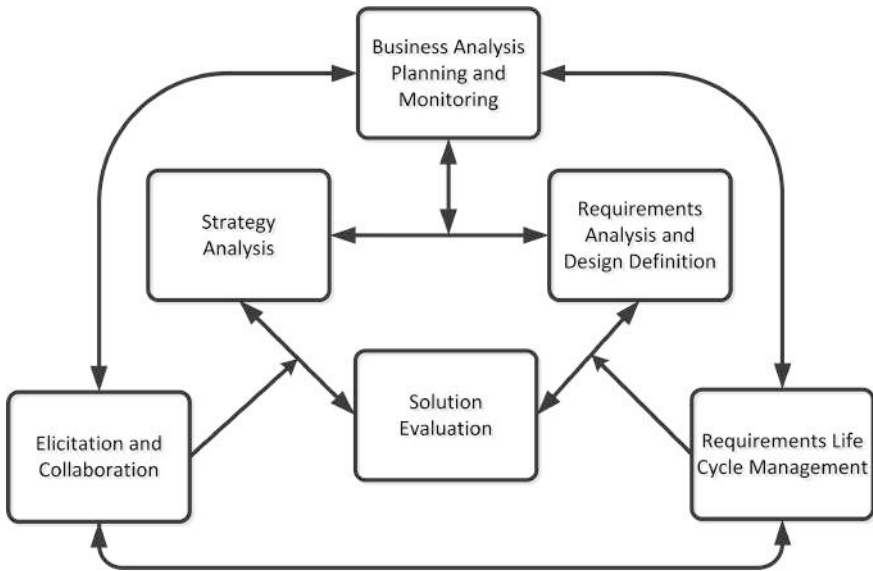 Business Analysis
Planning and
Monitoring
Strategy
Analysis
Requirements
Analysis and
Design Definition
Solution
Evaluation
Elicitation and
Collaboration
Requirements Life
Cycle Management